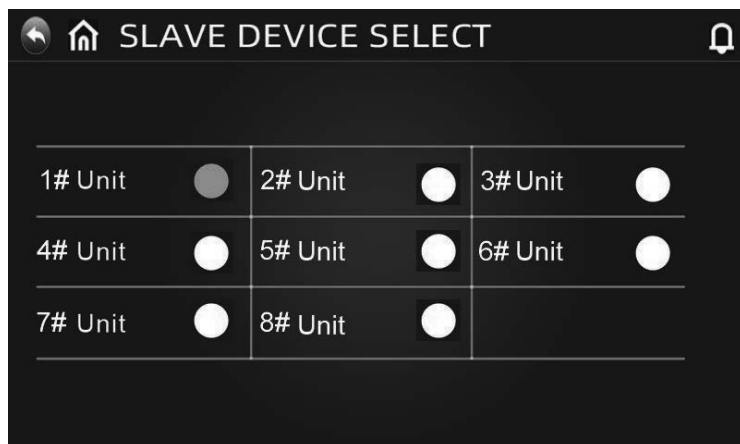 SLAVE DEVICE SELECT
1# Unit 2# Unit 3# Unit
4# Unit 5# Unit 6# Unit
7# Unit 8# Unit